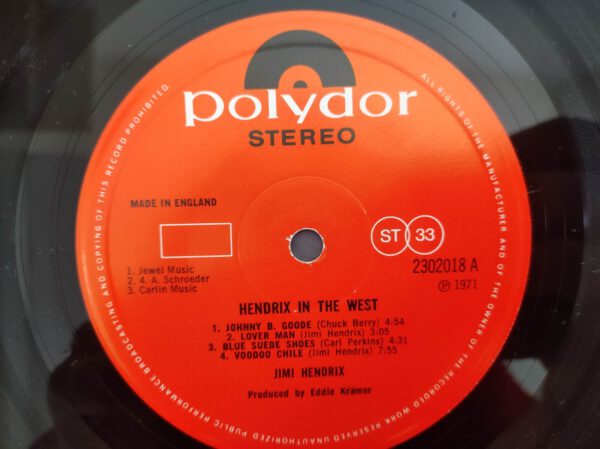 polydor
STEREO
MADE IN ENGLAND
ST 33
2302018 A
℗ 1971
1. Jewel Music
2. 4. A. Schroeder
3. Carlin Music
HENDRIX IN THE WEST
1. JOHNNY B. GOODE (Chuck Berry) 4:54
2. LOVER MAN (Jimi Hendrix) 3:05
3. BLUE SUEDE SHOES (Carl Perkins) 4:31
4. VOODOO CHILE (Jimi Hendrix) 7:55
JIMI HENDRIX
Produced by Eddie Kramer
ALL RIGHTS OF THE MANUFACTURER AND OF THE OWNER OF THE RECORDED WORK RESERVED UNAUTHORIZED PUBLIC PERFORMANCE BROADCASTING AND COPYING OF THIS RECORD PROHIBITED.